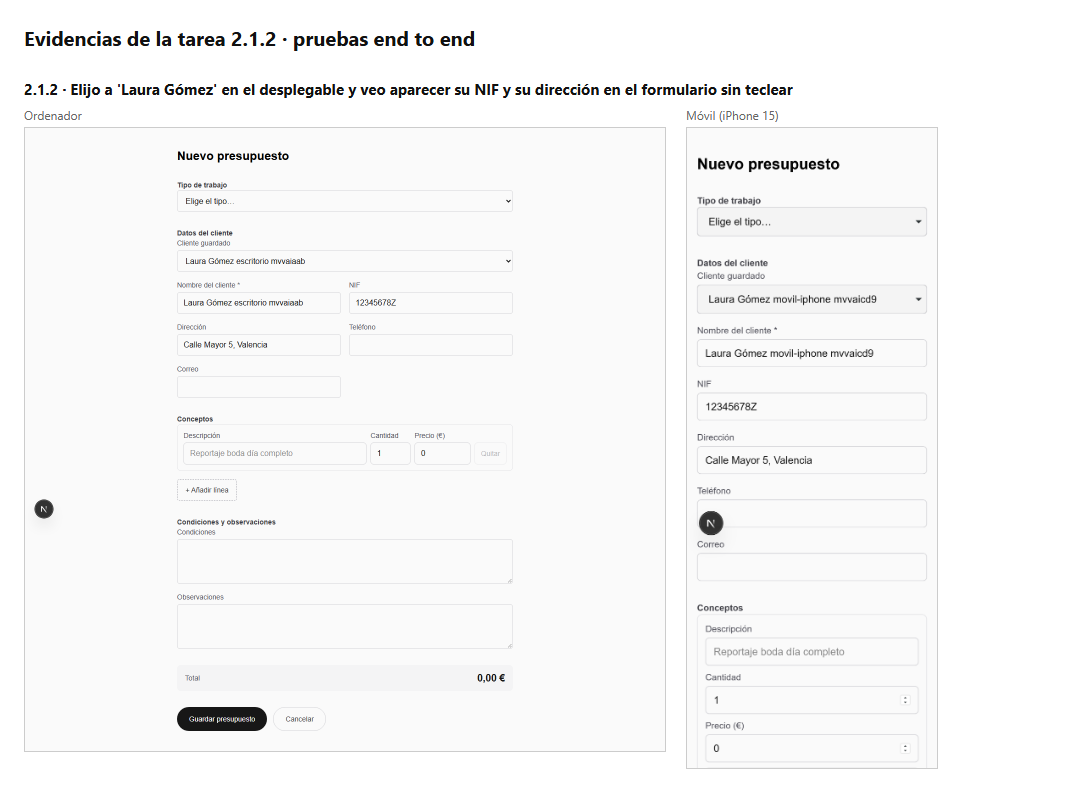 Evidencias de la tarea 2.1.2 · pruebas end to end
2.1.2 · Elijo a 'Laura Gómez' en el desplegable y veo aparecer su NIF y su dirección en el formulario sin teclear
Ordenador
Nuevo presupuesto
Tipo de trabajo
Elige el tipo...
Datos del cliente
Cliente guardado
Laura Gómez escritorio mvvaiaab
Nombre del cliente * NIF
Laura Gómez escritorio mvvaiaab 12345678Z
Dirección Teléfono
Calle Mayor 5, Valencia
Correo
Conceptos
Descripción Cantidad Precio (€)
Reportaje boda día completo 1 0 Quitar
+ Añadir línea
N
Condiciones y observaciones
Condiciones
Observaciones
Total 0,00 €
Guardar presupuesto Cancelar
Móvil (iPhone 15)
Nuevo presupuesto
Tipo de trabajo
Elige el tipo...
Datos del cliente
Cliente guardado
Laura Gómez movil-iphone mvvaicd9
Nombre del cliente *
Laura Gómez movil-iphone mvvaicd9
NIF
12345678Z
Dirección
Calle Mayor 5, Valencia
Teléfono
N
Correo
Conceptos
Descripción
Reportaje boda día completo
Cantidad
1
Precio (€)
0